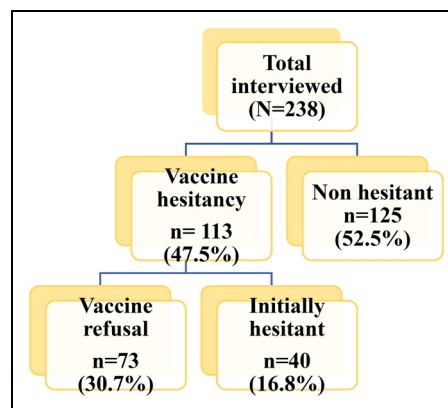 Total
interviewed
(N=238)
Vaccine
hesitancy
n= 113
(47.5%)
Non hesitant
n=125
(52.5%)
Vaccine
refusal
n=73
(30.7%)
Initially
hesitant
n=40
(16.8%)